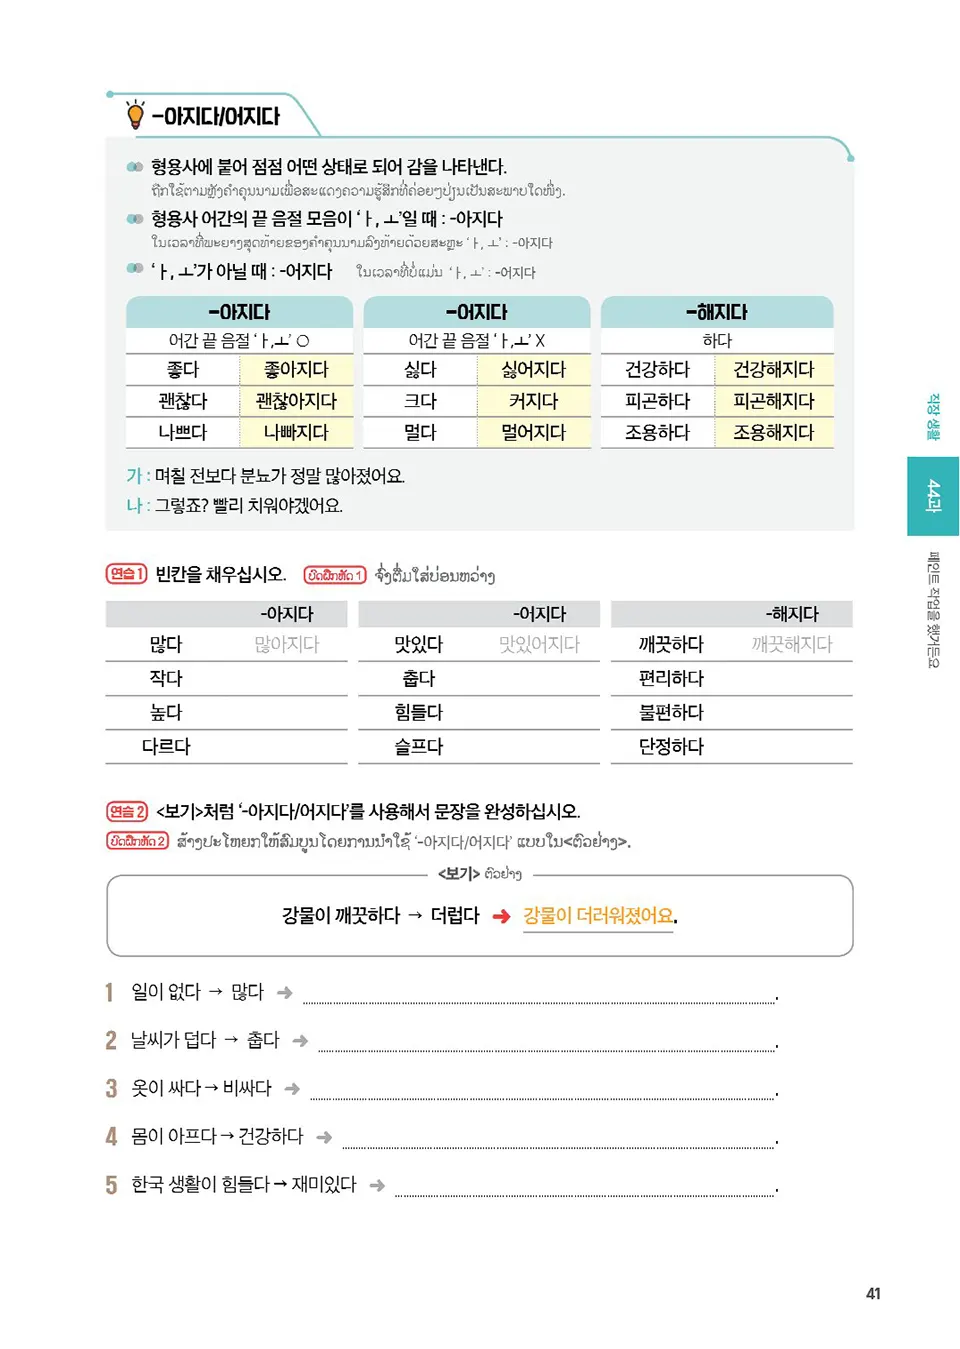 -아지다/어지다
형용사에 붙어 점점 어떤 상태로 되어 감을 나타낸다.
ຖືກໃຊ້ຕາມຫຼັງຄຳຄຸນນາມເພື່ອສະແດງຄວາມຮູ້ສຶກທີ່ຄ່ອຍໆປ່ຽນເປັນສະພາບໃດໜຶ່ງ.
형용사 어간의 끝 음절 모음이 ‘ㅏ, ㅗ’일 때 : -아지다
ໃນເວລາທີ່ພະຍາງສຸດທ້າຍຂອງຄຳຄຸນນາມລົງທ້າຍດ້ວຍສະຫຼະ ‘ㅏ, ㅗ’ : -아지다
‘ㅏ, ㅗ’가 아닐 때 : -어지다 ໃນເວລາທີ່ບໍ່ແມ່ນ ‘ㅏ, ㅗ’ : -어지다
-아지다 -어지다 -해지다
어간 끝 음절 ‘ㅏ,ㅗ’ O 어간 끝 음절 ‘ㅏ,ㅗ’ X 하다
좋다 좋아지다 싫다 싫어지다 건강하다 건강해지다
괜찮다 괜찮아지다 크다 커지다 피곤하다 피곤해지다
나쁘다 나빠지다 멀다 멀어지다 조용하다 조용해지다
가 : 며칠 전보다 분뇨가 정말 많아졌어요.
나 : 그렇죠? 빨리 치워야겠어요.
연습 1 빈칸을 채우십시오. ບົດຝຶກຫັດ 1 ຈົ່ງຕື່ມໃສ່ບ່ອນຫວ່າງ
-아지다 -어지다 -해지다
많다 많아지다 맛있다 맛있어지다 깨끗하다 깨끗해지다
작다 춥다 편리하다
높다 힘들다 불편하다
다르다 슬프다 단정하다
연습 2 <보기>처럼 ‘-아지다/어지다’를 사용해서 문장을 완성하십시오.
ບົດຝຶກຫັດ 2 ສ້າງປະໂຫຍກໃຫ້ສົມບູນໂດຍການນຳໃຊ້ ‘-아지다/어지다’ ແບບໃນ<ຕົວຢ່າງ>.
<보기> ຕົວຢ່າງ
강물이 깨끗하다 → 더럽다 ➜ 강물이 더러워졌어요.
1 일이 없다 → 많다 ➜ .
2 날씨가 덥다 → 춥다 ➜ .
3 옷이 싸다 → 비싸다 ➜ .
4 몸이 아프다 → 건강하다 ➜ .
5 한국 생활이 힘들다 → 재미있다 ➜ .
직장 생활
44과
페인트 작업을 했거든요
41